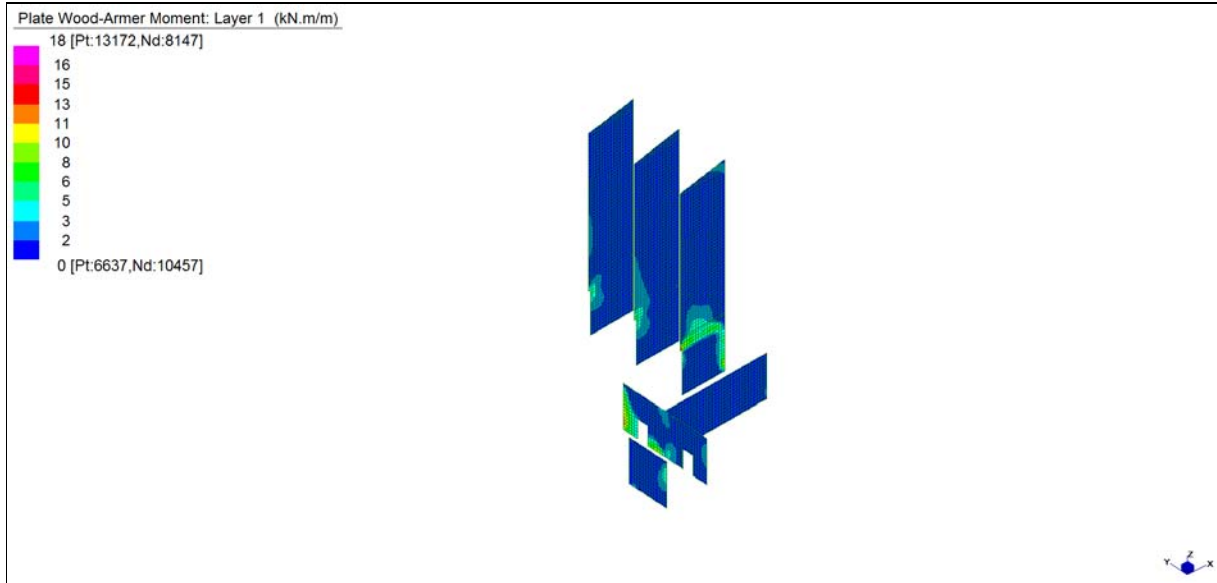 Plate Wood-Armer Moment: Layer 1 (kN.m/m)
18 [Pt:13172,Nd:8147]
16
15
13
11
10
8
6
5
3
2
0 [Pt:6637,Nd:10457]
Z
Y
X